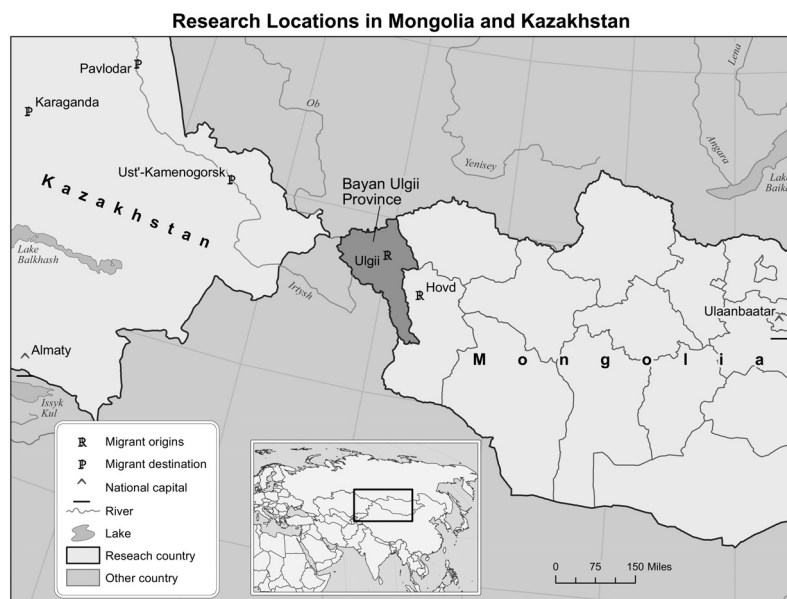 Research Locations in Mongolia and Kazakhstan
Pavlodar
P
Karaganda
P
Ob
Lena
Angara
Yenisey
Ust'-Kamenogorsk
P
Kazakhstan
Bayan Ulgii
Province
Lake
Baika
Lake
Balkhash
Ulgii R
Irtysh
Hovd
R
Ulaanbaatar
Almaty
Mongolia
Issyk
Kul
R Migrant origins
P Migrant destination
National capital
River
Lake
Reseach country
Other country
0 75 150 Miles